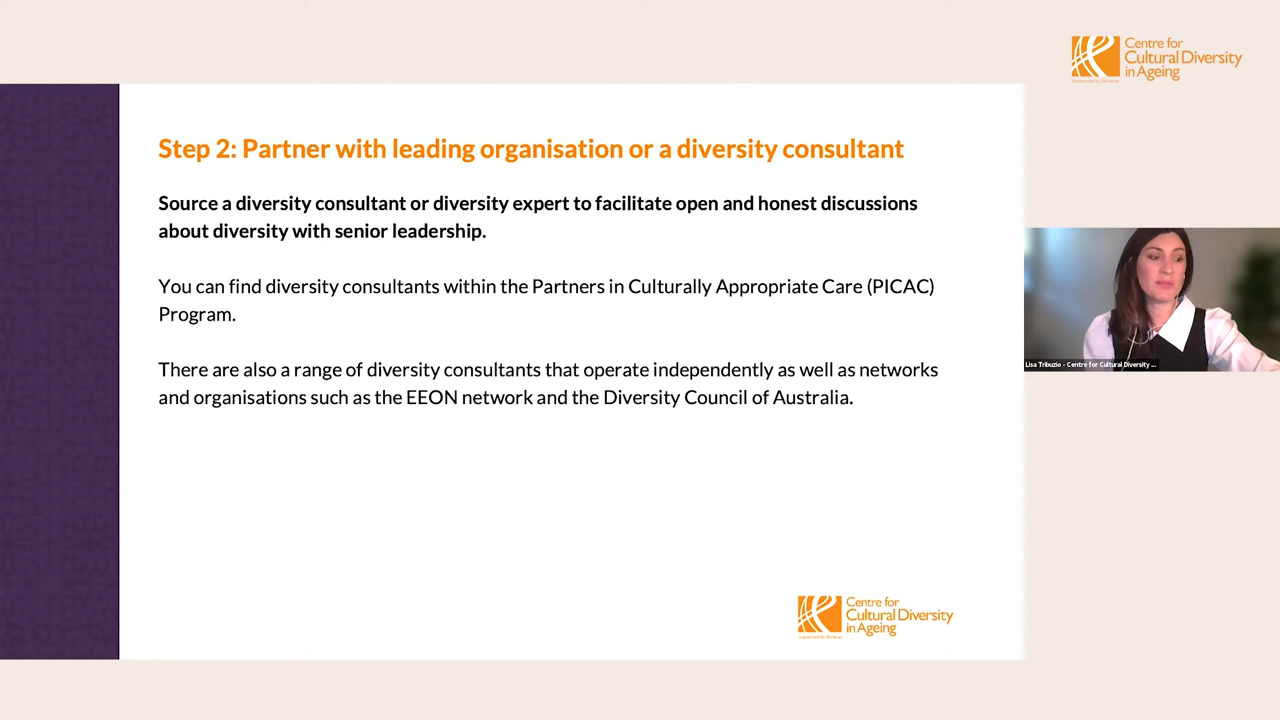 Centre for
Cultural Diversity
in Ageing
Step 2: Partner with leading organisation or a diversity consultant
Source a diversity consultant or diversity expert to facilitate open and honest discussions
about diversity with senior leadership.
You can find diversity consultants within the Partners in Culturally Appropriate Care (PICAC)
Program.
There are also a range of diversity consultants that operate independently as well as networks
and organisations such as the EEON network and the Diversity Council of Australia.
Lisa Tribuzio - Centre for Cultural Diversity ...
Centre for
Cultural Diversity
in Ageing